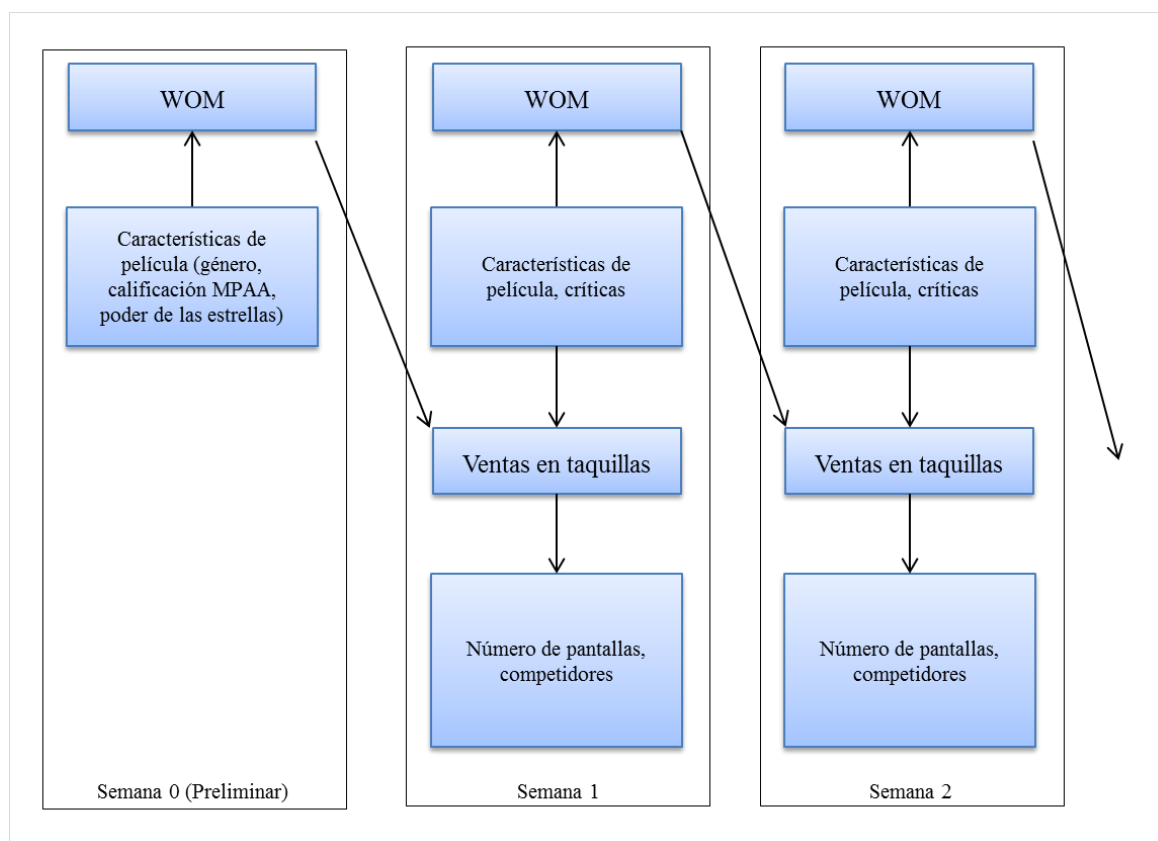 WOM
Características de
película (género,
calificación MPAA,
poder de las estrellas)
Semana 0 (Preliminar)
WOM
Características de
película, críticas
Ventas en taquillas
Número de pantallas,
competidores
Semana 1
WOM
Características de
película, críticas
Ventas en taquillas
Número de pantallas,
competidores
Semana 2